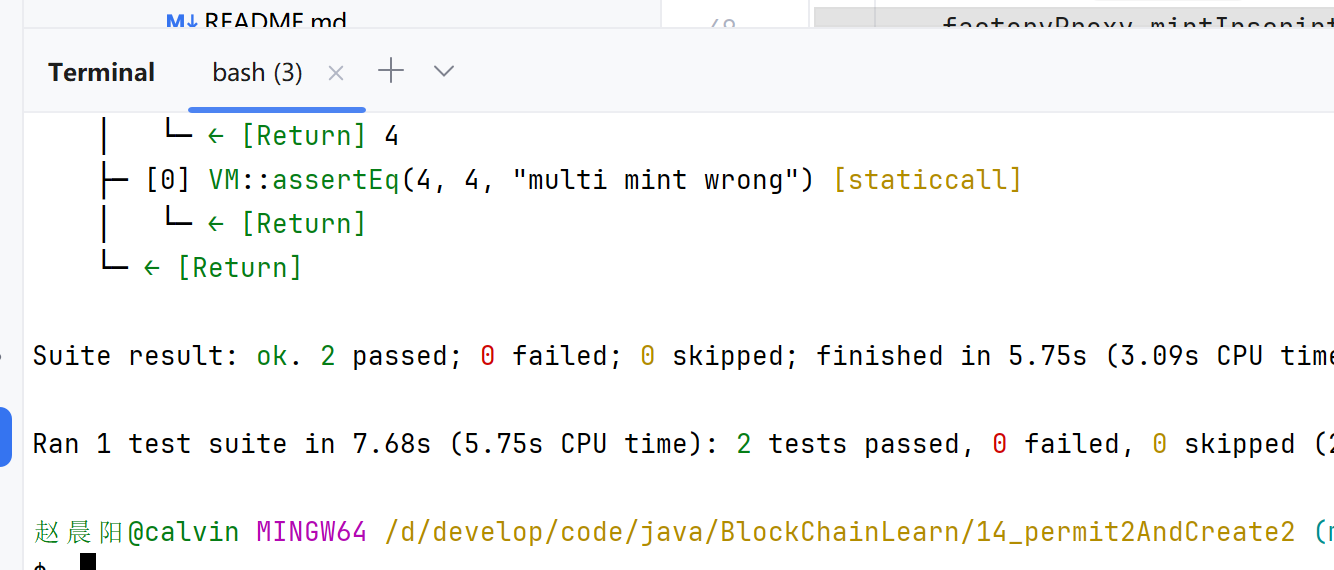 M↓ README.md
Terminal bash (3)
│ └─ ← [Return] 4
├─ [0] VM::assertEq(4, 4, "multi mint wrong") [staticcall]
│ └─ ← [Return]
└─ ← [Return]
Suite result: ok. 2 passed; 0 failed; 0 skipped; finished in 5.75s (3.09s CPU time
Ran 1 test suite in 7.68s (5.75s CPU time): 2 tests passed, 0 failed, 0 skipped (2
赵晨阳@calvin MINGW64 /d/develop/code/java/BlockChainLearn/14_permit2AndCreate2 (m
$